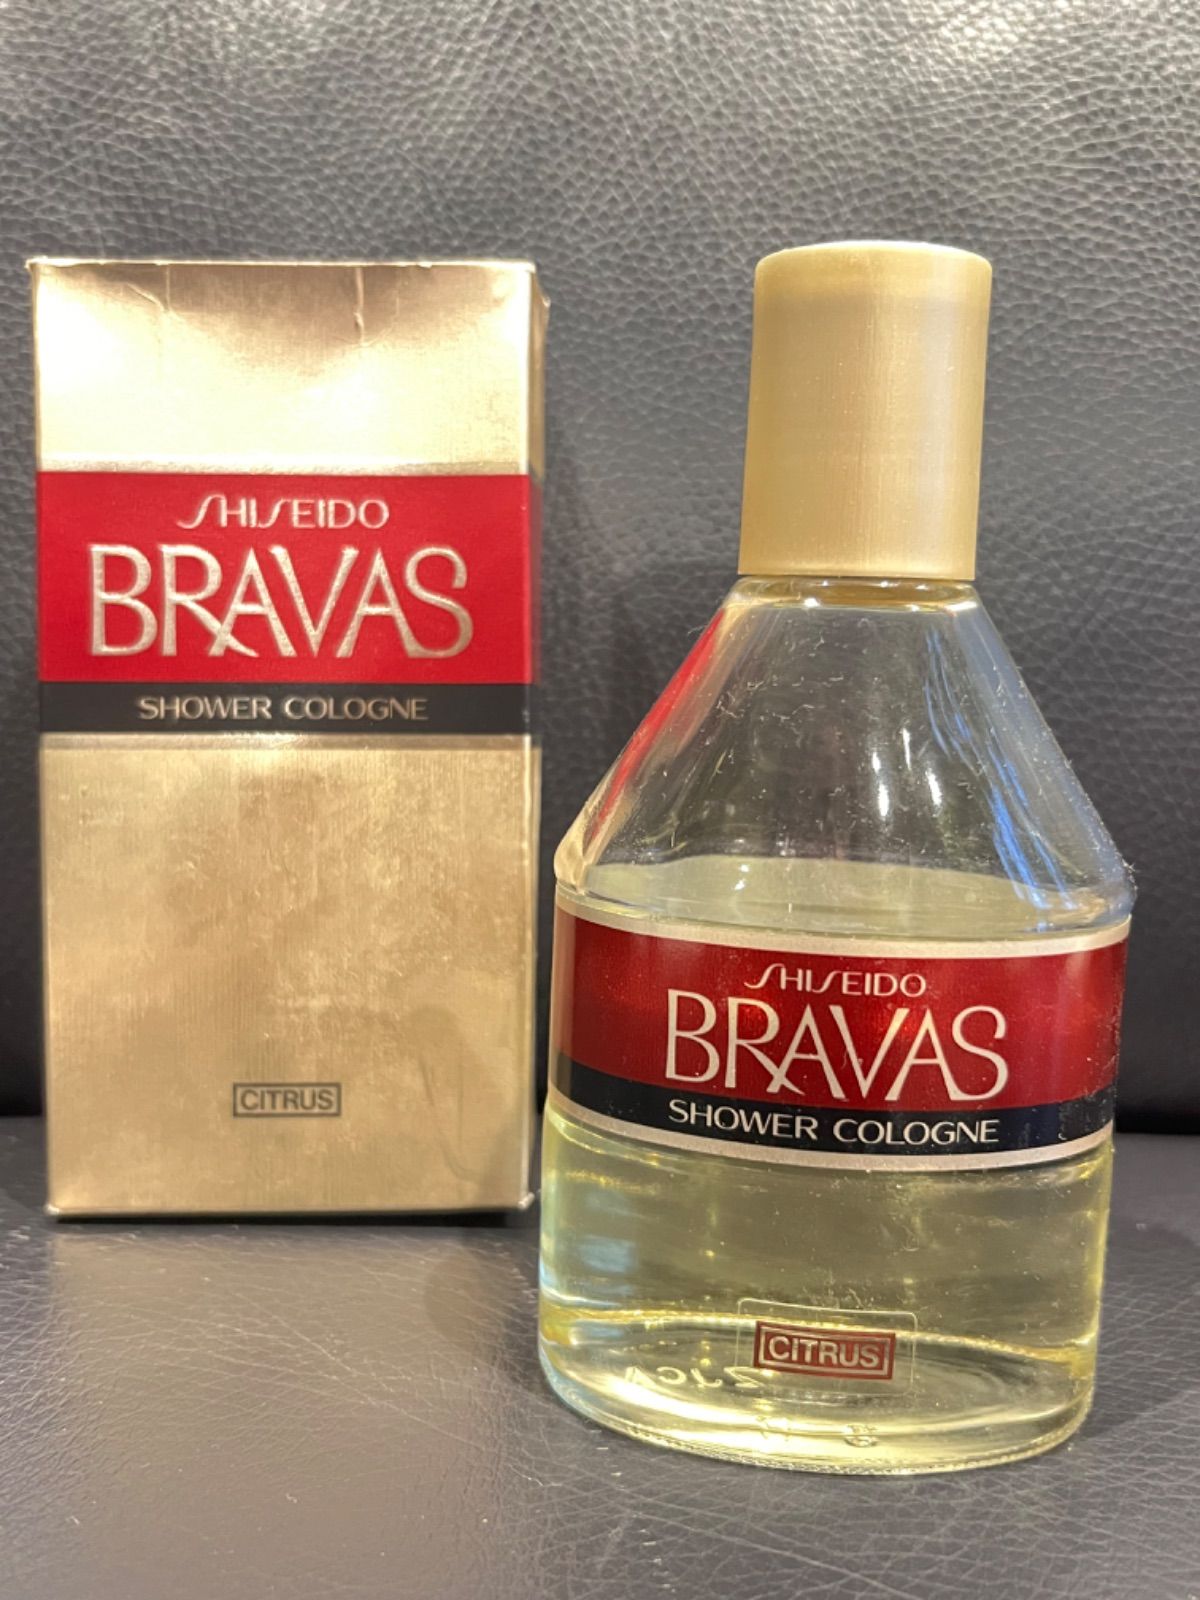 SHISEIDO
BRAVAS
SHOWER COLOGNE
CITRUS
SHISEIDO
BRAVAS
SHOWER COLOGNE
CITRUS